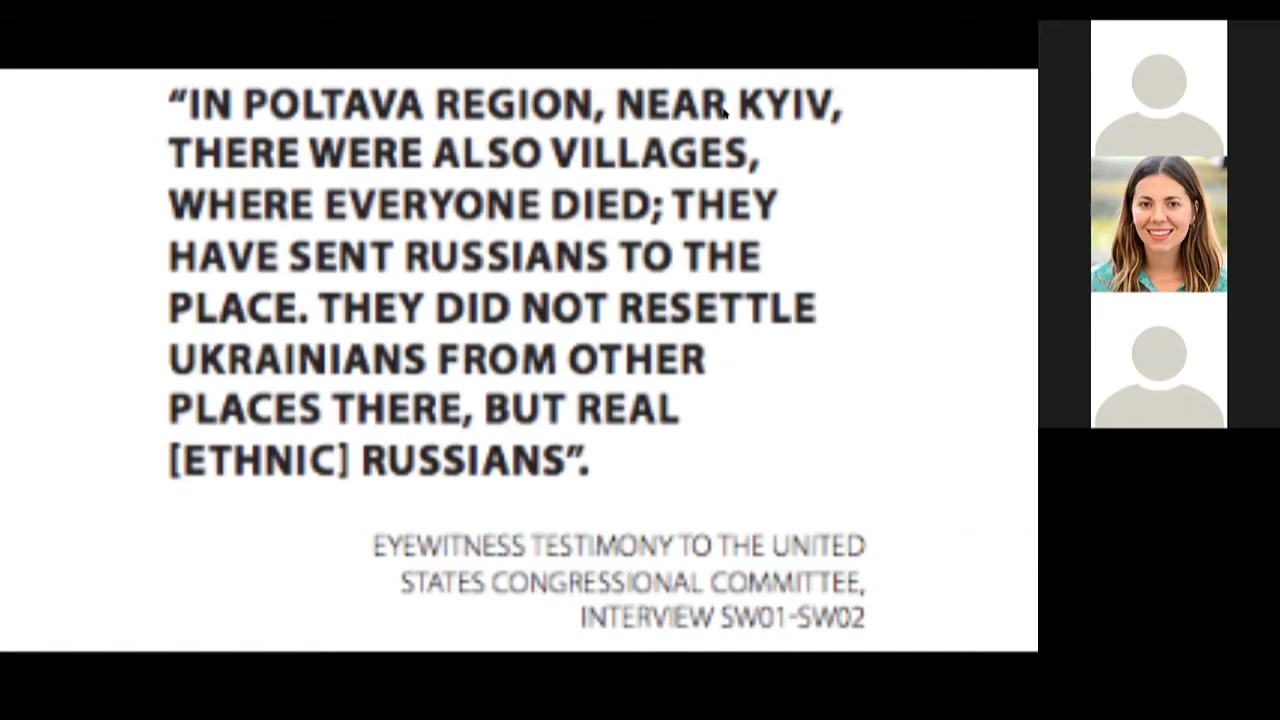 “IN POLTAVA REGION, NEAR KYIV,
THERE WERE ALSO VILLAGES,
WHERE EVERYONE DIED; THEY
HAVE SENT RUSSIANS TO THE
PLACE. THEY DID NOT RESETTLE
UKRAINIANS FROM OTHER
PLACES THERE, BUT REAL
[ETHNIC] RUSSIANS”.
EYEWITNESS TESTIMONY TO THE UNITED
STATES CONGRESSIONAL COMMITTEE,
INTERVIEW SW01-SW02